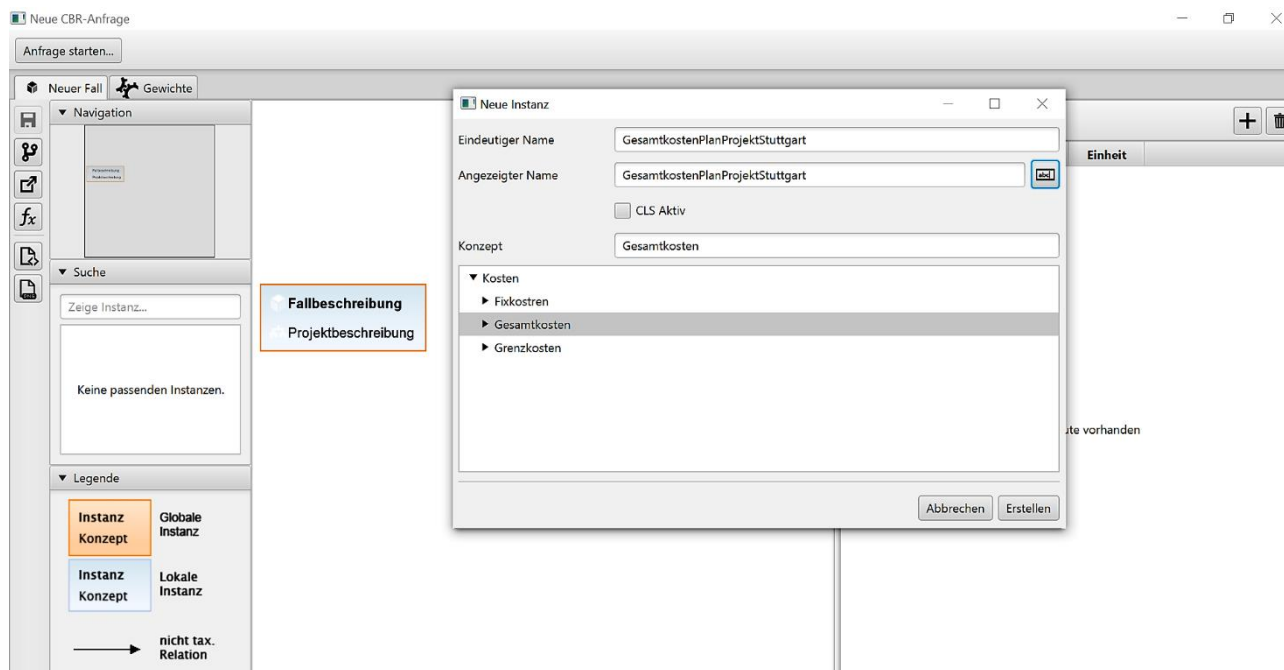 Neue CBR-Anfrage
Anfrage starten...
Neuer Fall
Gewichte
Navigation
Suche
Zeige Instanz...
Keine passenden Instanzen.
Legende
Instanz
Konzept
Globale
Instanz
Instanz
Konzept
Lokale
Instanz
nicht tax.
Relation
Fallbeschreibung
Projektbeschreibung
Neue Instanz
Eindeutiger Name
GesamtkostenPlanProjektStuttgart
Angezeigter Name
GesamtkostenPlanProjektStuttgart
abcI
CLS Aktiv
Konzept
Gesamtkosten
Kosten
Fixkostren
Gesamtkosten
Grenzkosten
Abbrechen
Erstellen
Einheit
ute vorhanden